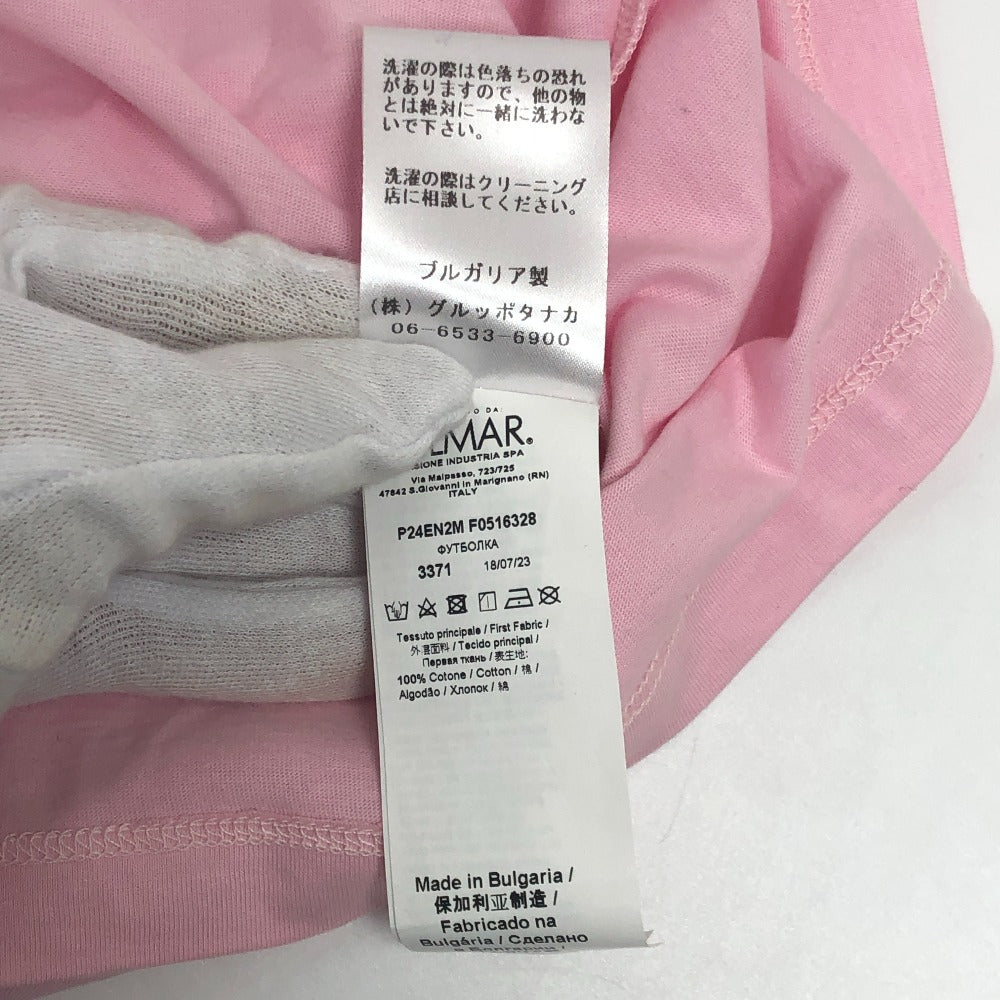 洗濯の際は色落ちの恐れ
がありますので、他の物
とは絶対に一緒に洗わな
いで下さい。
洗濯の際はクリーニング
店に相談してください。
ブルガリア製
(株)グルッポタナカ
06-6533-6900
DA:
MAR®
INDUSTRIA SPA
Via Malpasso, 723/725
47842 S.Giovanni in Marignano (RN)
ITALY
P24EN2M F0516328
ФУТБОЛКА
3371 18/07/23
Tessuto principale / First Fabric /
外层面料 / Tecido principal /
Первая ткань / 表生地:
100% Cotone / Cotton / 棉 /
Algodão / Хлопок / 綿
Made in Bulgaria /
保加利亚制造 /
Fabricado na
Bulgária / Сделано
в Болгарии /